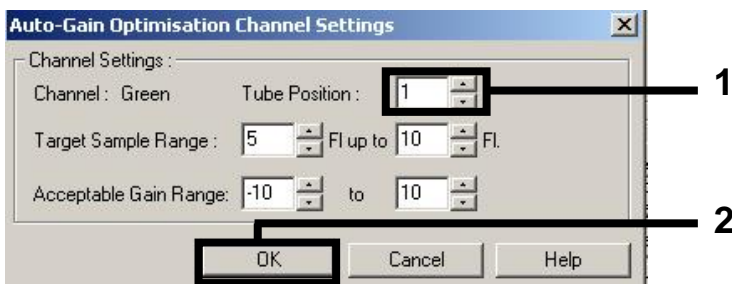 Auto-Gain Optimisation Channel Settings
Channel Settings :
Channel : Green Tube Position : 1 1
Target Sample Range : 5 Fl up to 10 Fl.
Acceptable Gain Range: -10 to 10
2
OK Cancel Help